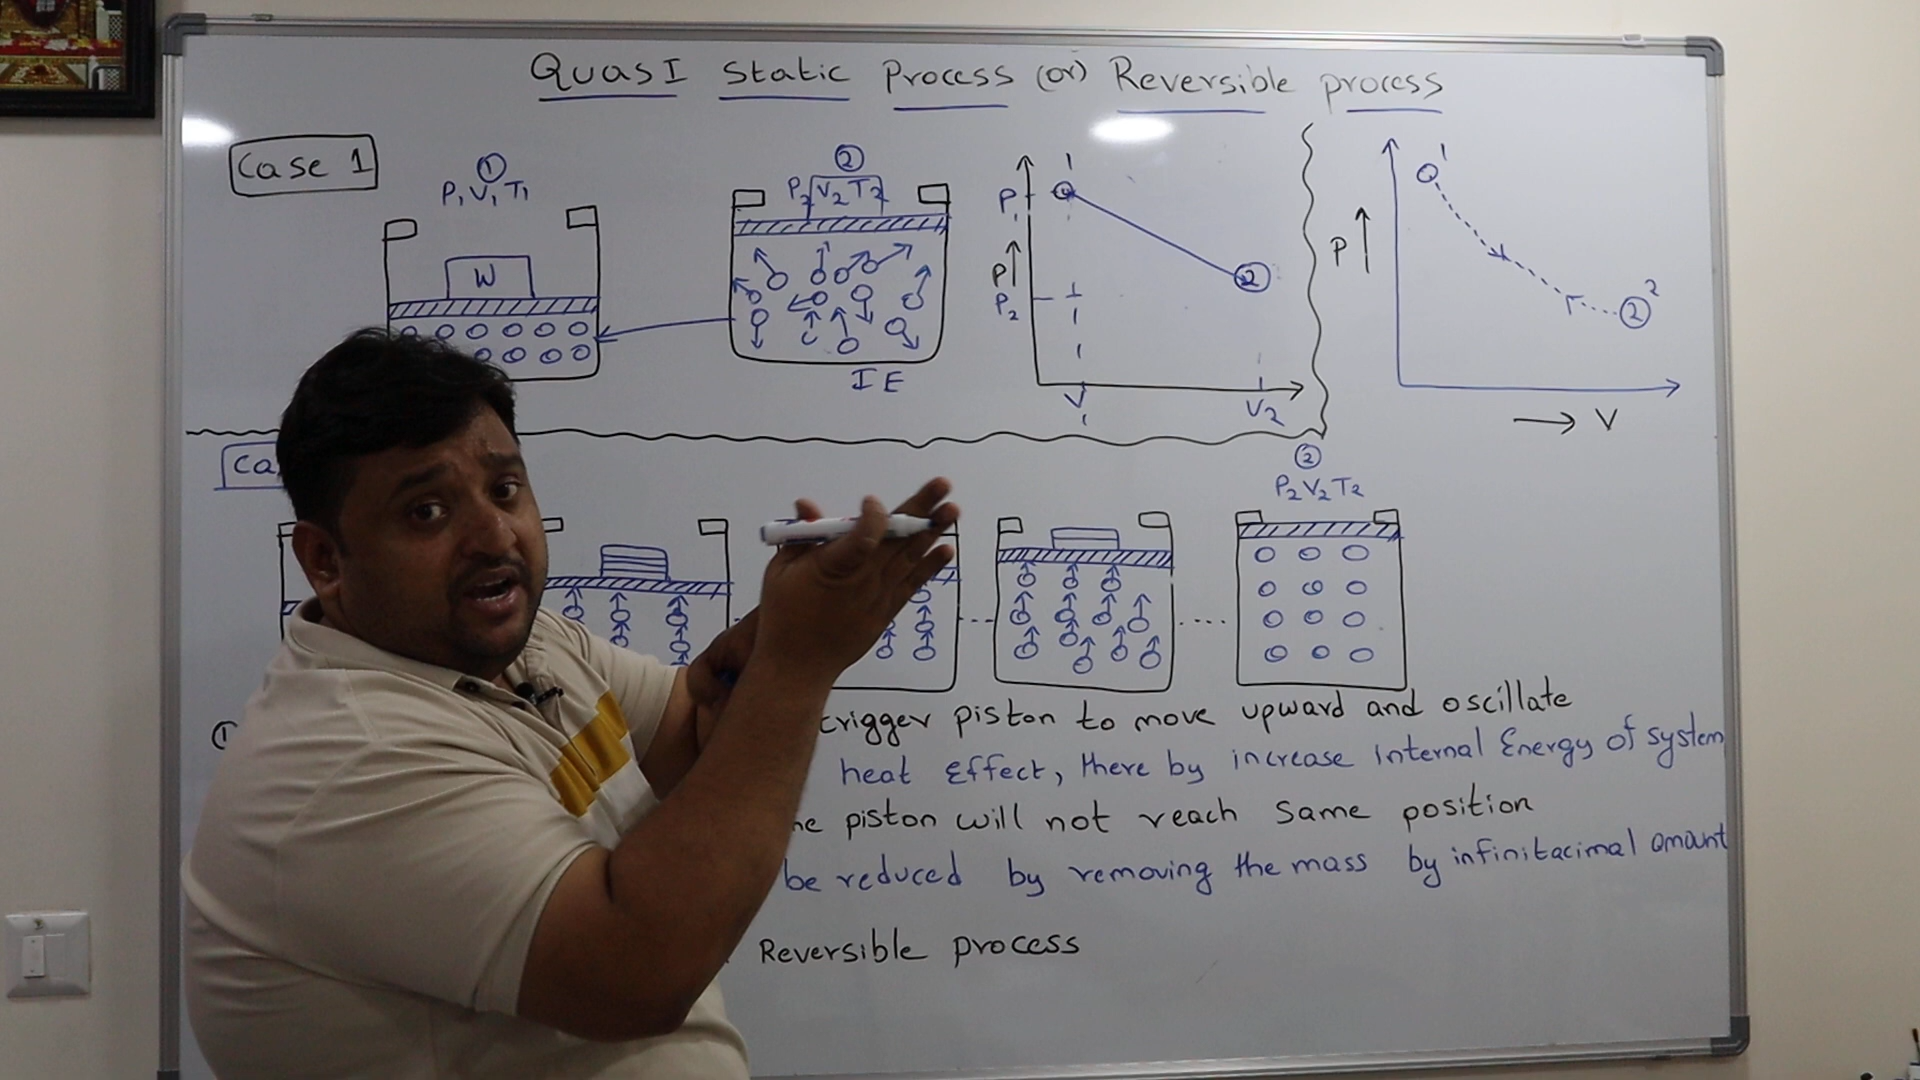 QuasI Static Process (or) Reversible process
Case 1
①
P₁ V₁ T₁
W
②
P₂ V₂ T₂
I E
1
P₁
P
P₂
②
V₁
V₂
1
P
②
2
V
Ca
②
P₂ V₂ T₂
①
trigger piston to move upward and oscillate
heat Effect, there by increase Internal Energy of system
he piston will not reach Same position
be reduced by removing the mass by infinitacimal amount
Reversible process